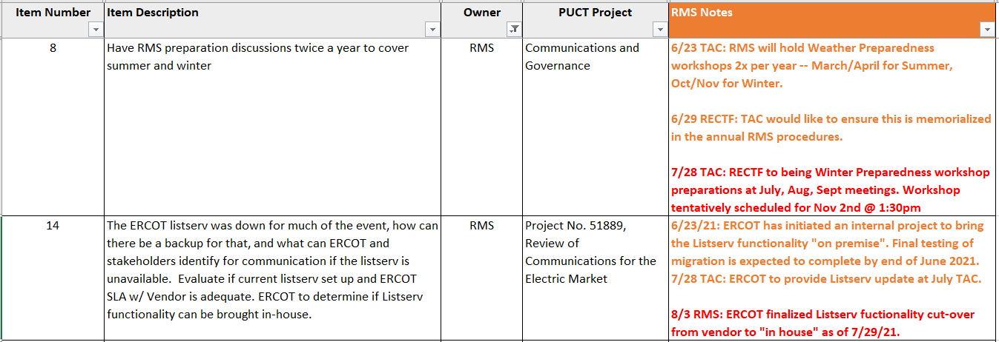 Item Number Item Description Owner PUCT Project RMS Notes
8
Have RMS preparation discussions twice a year to cover
summer and winter
RMS
Communications and
Governance
6/23 TAC: RMS will hold Weather Preparedness
workshops 2x per year -- March/April for Summer,
Oct/Nov for Winter.
6/29 RECTF: TAC would like to ensure this is memorialized
in the annual RMS procedures.
7/28 TAC: RECTF to being Winter Preparedness workshop
preparations at July, Aug, Sept meetings. Workshop
tentatively scheduled for Nov 2nd @ 1:30pm
14
The ERCOT listserv was down for much of the event, how can
there be a backup for that, and what can ERCOT and
stakeholders identify for communication if the listserv is
unavailable.  Evaluate if current listserv set up and ERCOT
SLA w/ Vendor is adequate. ERCOT to determine if Listserv
functionality can be brought in-house.
RMS
Project No. 51889,
Review of
Communications for the
Electric Market
6/23/21: ERCOT has initiated an internal project to bring
the Listserv functionality "on premise". Final testing of
migration is expected to complete by end of June 2021.
7/28 TAC: ERCOT to provide Listserv update at July TAC.
8/3 RMS: ERCOT finalized Listserv fuctionality cut-over
from vendor to "in house" as of 7/29/21.